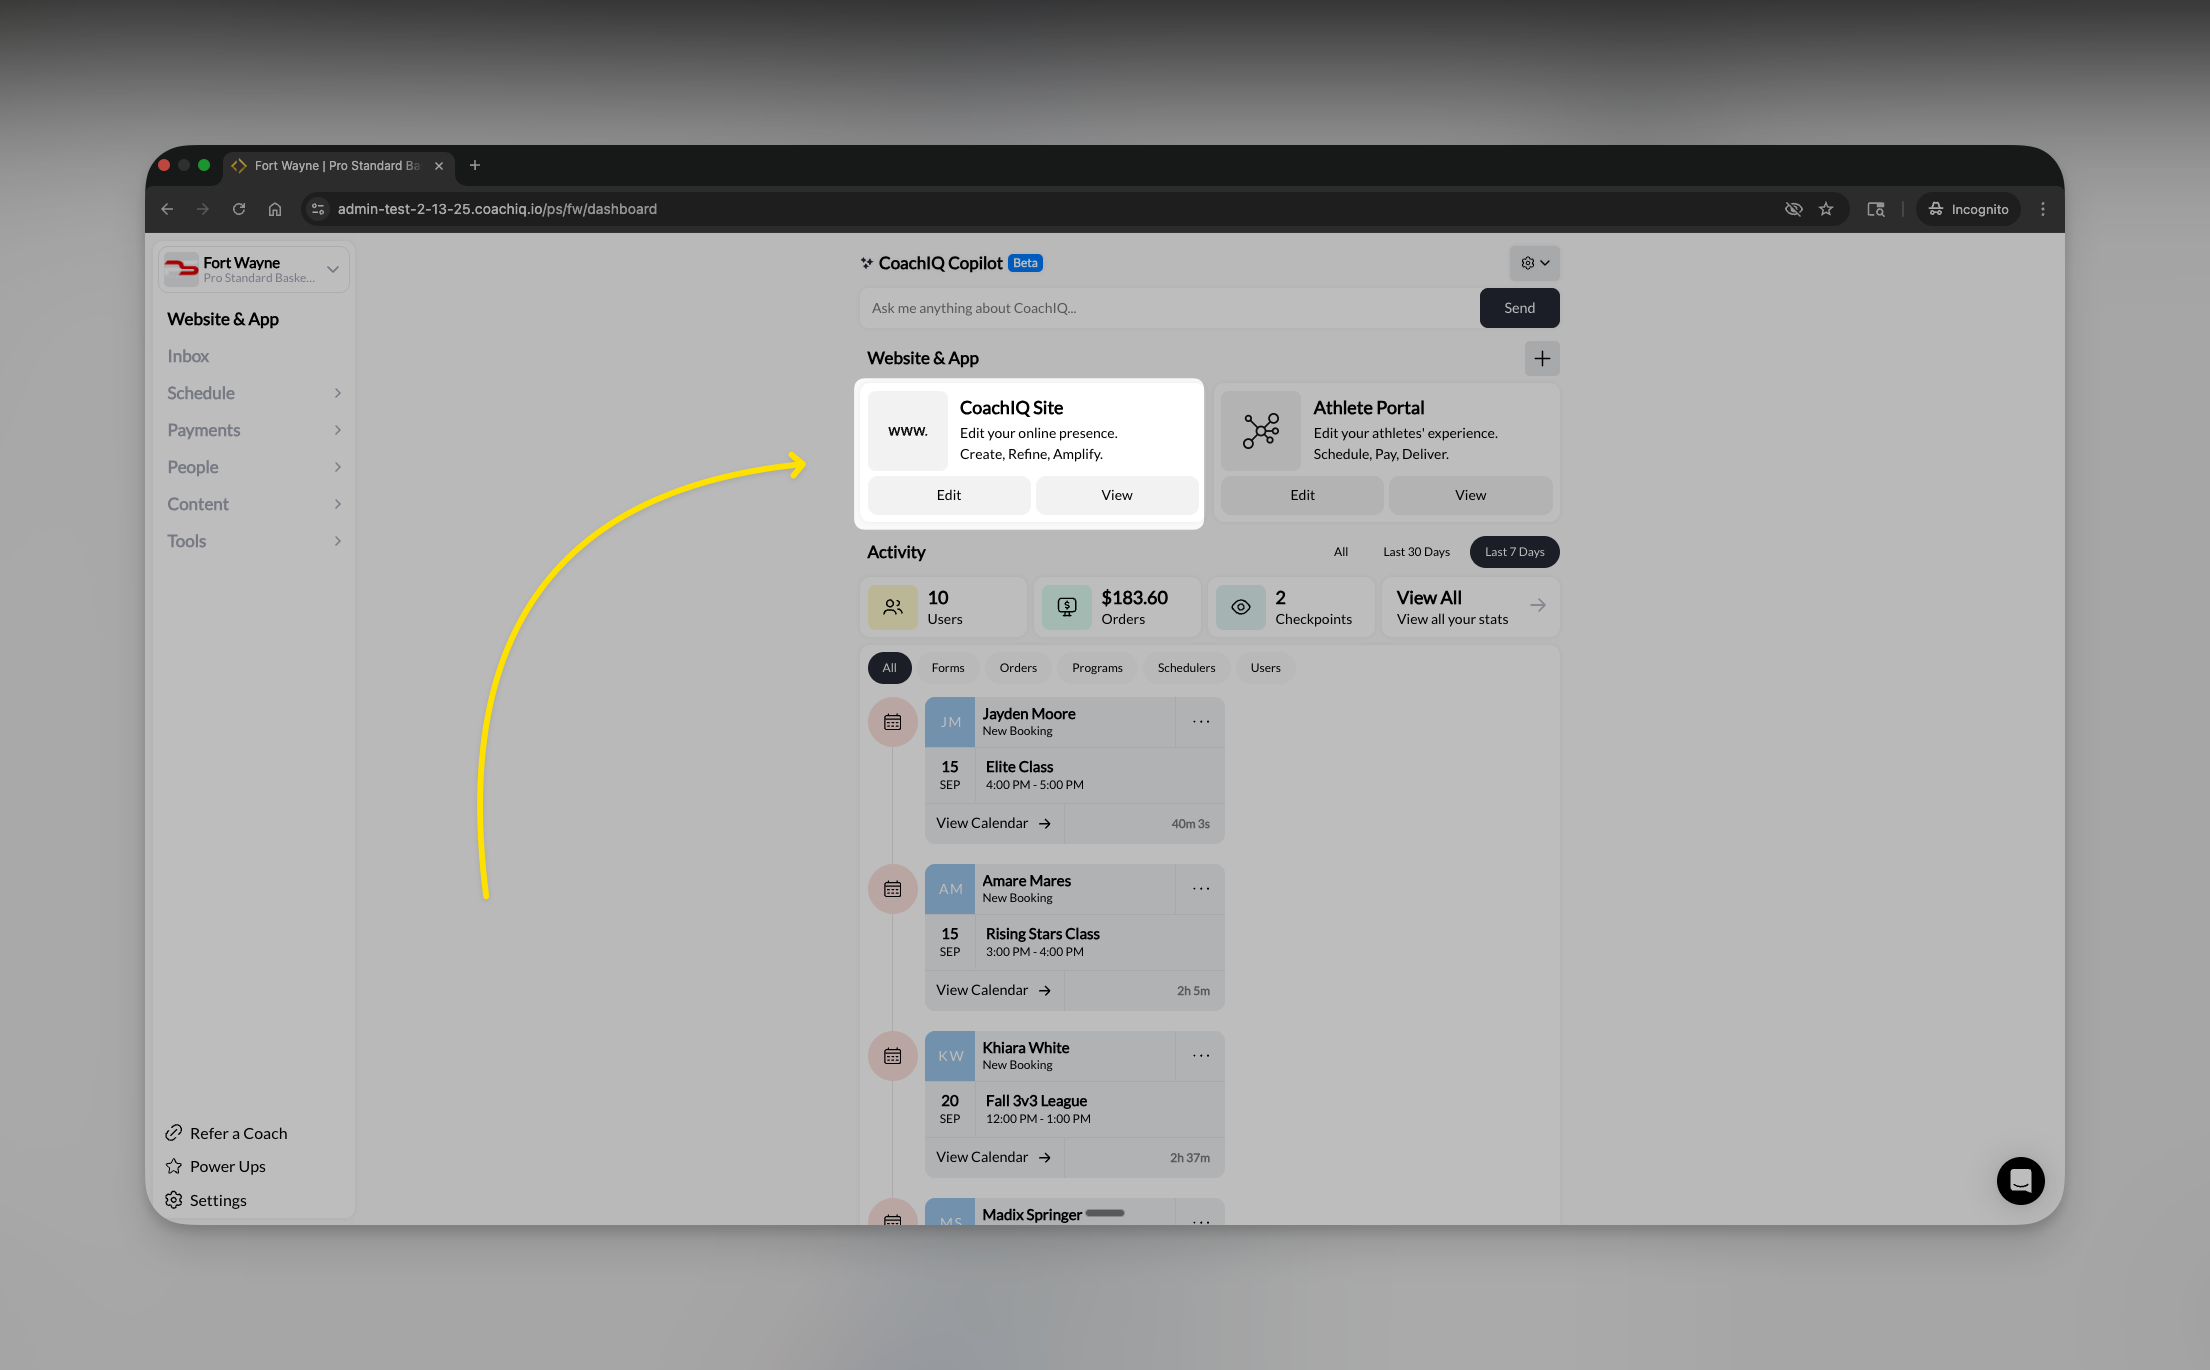 Fort Wayne | Pro Standard Ba
admin-test-2-13-25.coachiq.io/ps/fw/dashboard
Incognito
Fort Wayne
Pro Standard Baske...
Website & App
Inbox
Schedule
Payments
People
Content
Tools
Refer a Coach
Power Ups
Settings
CoachIQ Copilot Beta
Ask me anything about CoachIQ...
Send
Website & App
www.
CoachIQ Site
Edit your online presence.
Create, Refine, Amplify.
Edit
View
Athlete Portal
Edit your athletes' experience.
Schedule, Pay, Deliver.
Edit
View
Activity
All
Last 30 Days
Last 7 Days
10
Users
$183.60
Orders
2
Checkpoints
View All
View all your stats
All
Forms
Orders
Programs
Schedulers
Users
JM
Jayden Moore
New Booking
15
SEP
Elite Class
4:00 PM - 5:00 PM
View Calendar
40m 3s
AM
Amare Mares
New Booking
15
SEP
Rising Stars Class
3:00 PM - 4:00 PM
View Calendar
2h 5m
KW
Khiara White
New Booking
20
SEP
Fall 3v3 League
12:00 PM - 1:00 PM
View Calendar
2h 37m
MS
Madix Springer